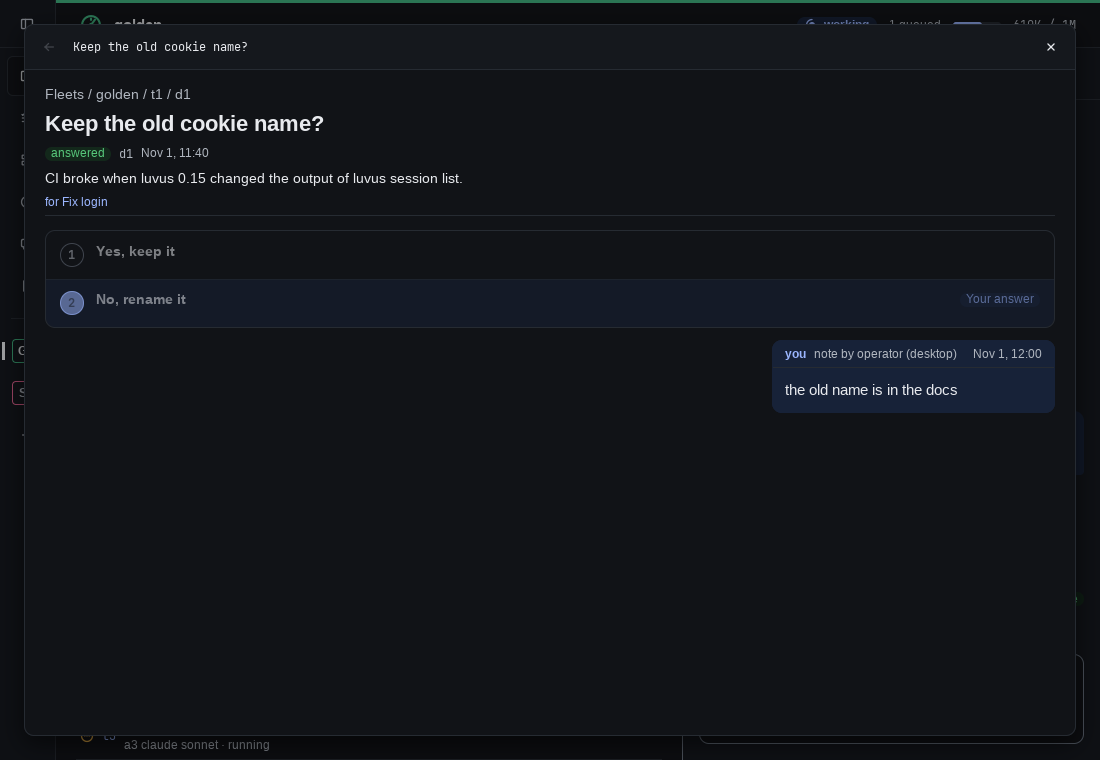 Keep the old cookie name?
Fleets / golden / t1 / d1
Keep the old cookie name?
answered d1 Nov 1, 11:40
CI broke when luvus 0.15 changed the output of luvus session list.
for Fix login
1 Yes, keep it
2 No, rename it Your answer
you note by operator (desktop) Nov 1, 12:00
the old name is in the docs
a3 claude sonnet · running